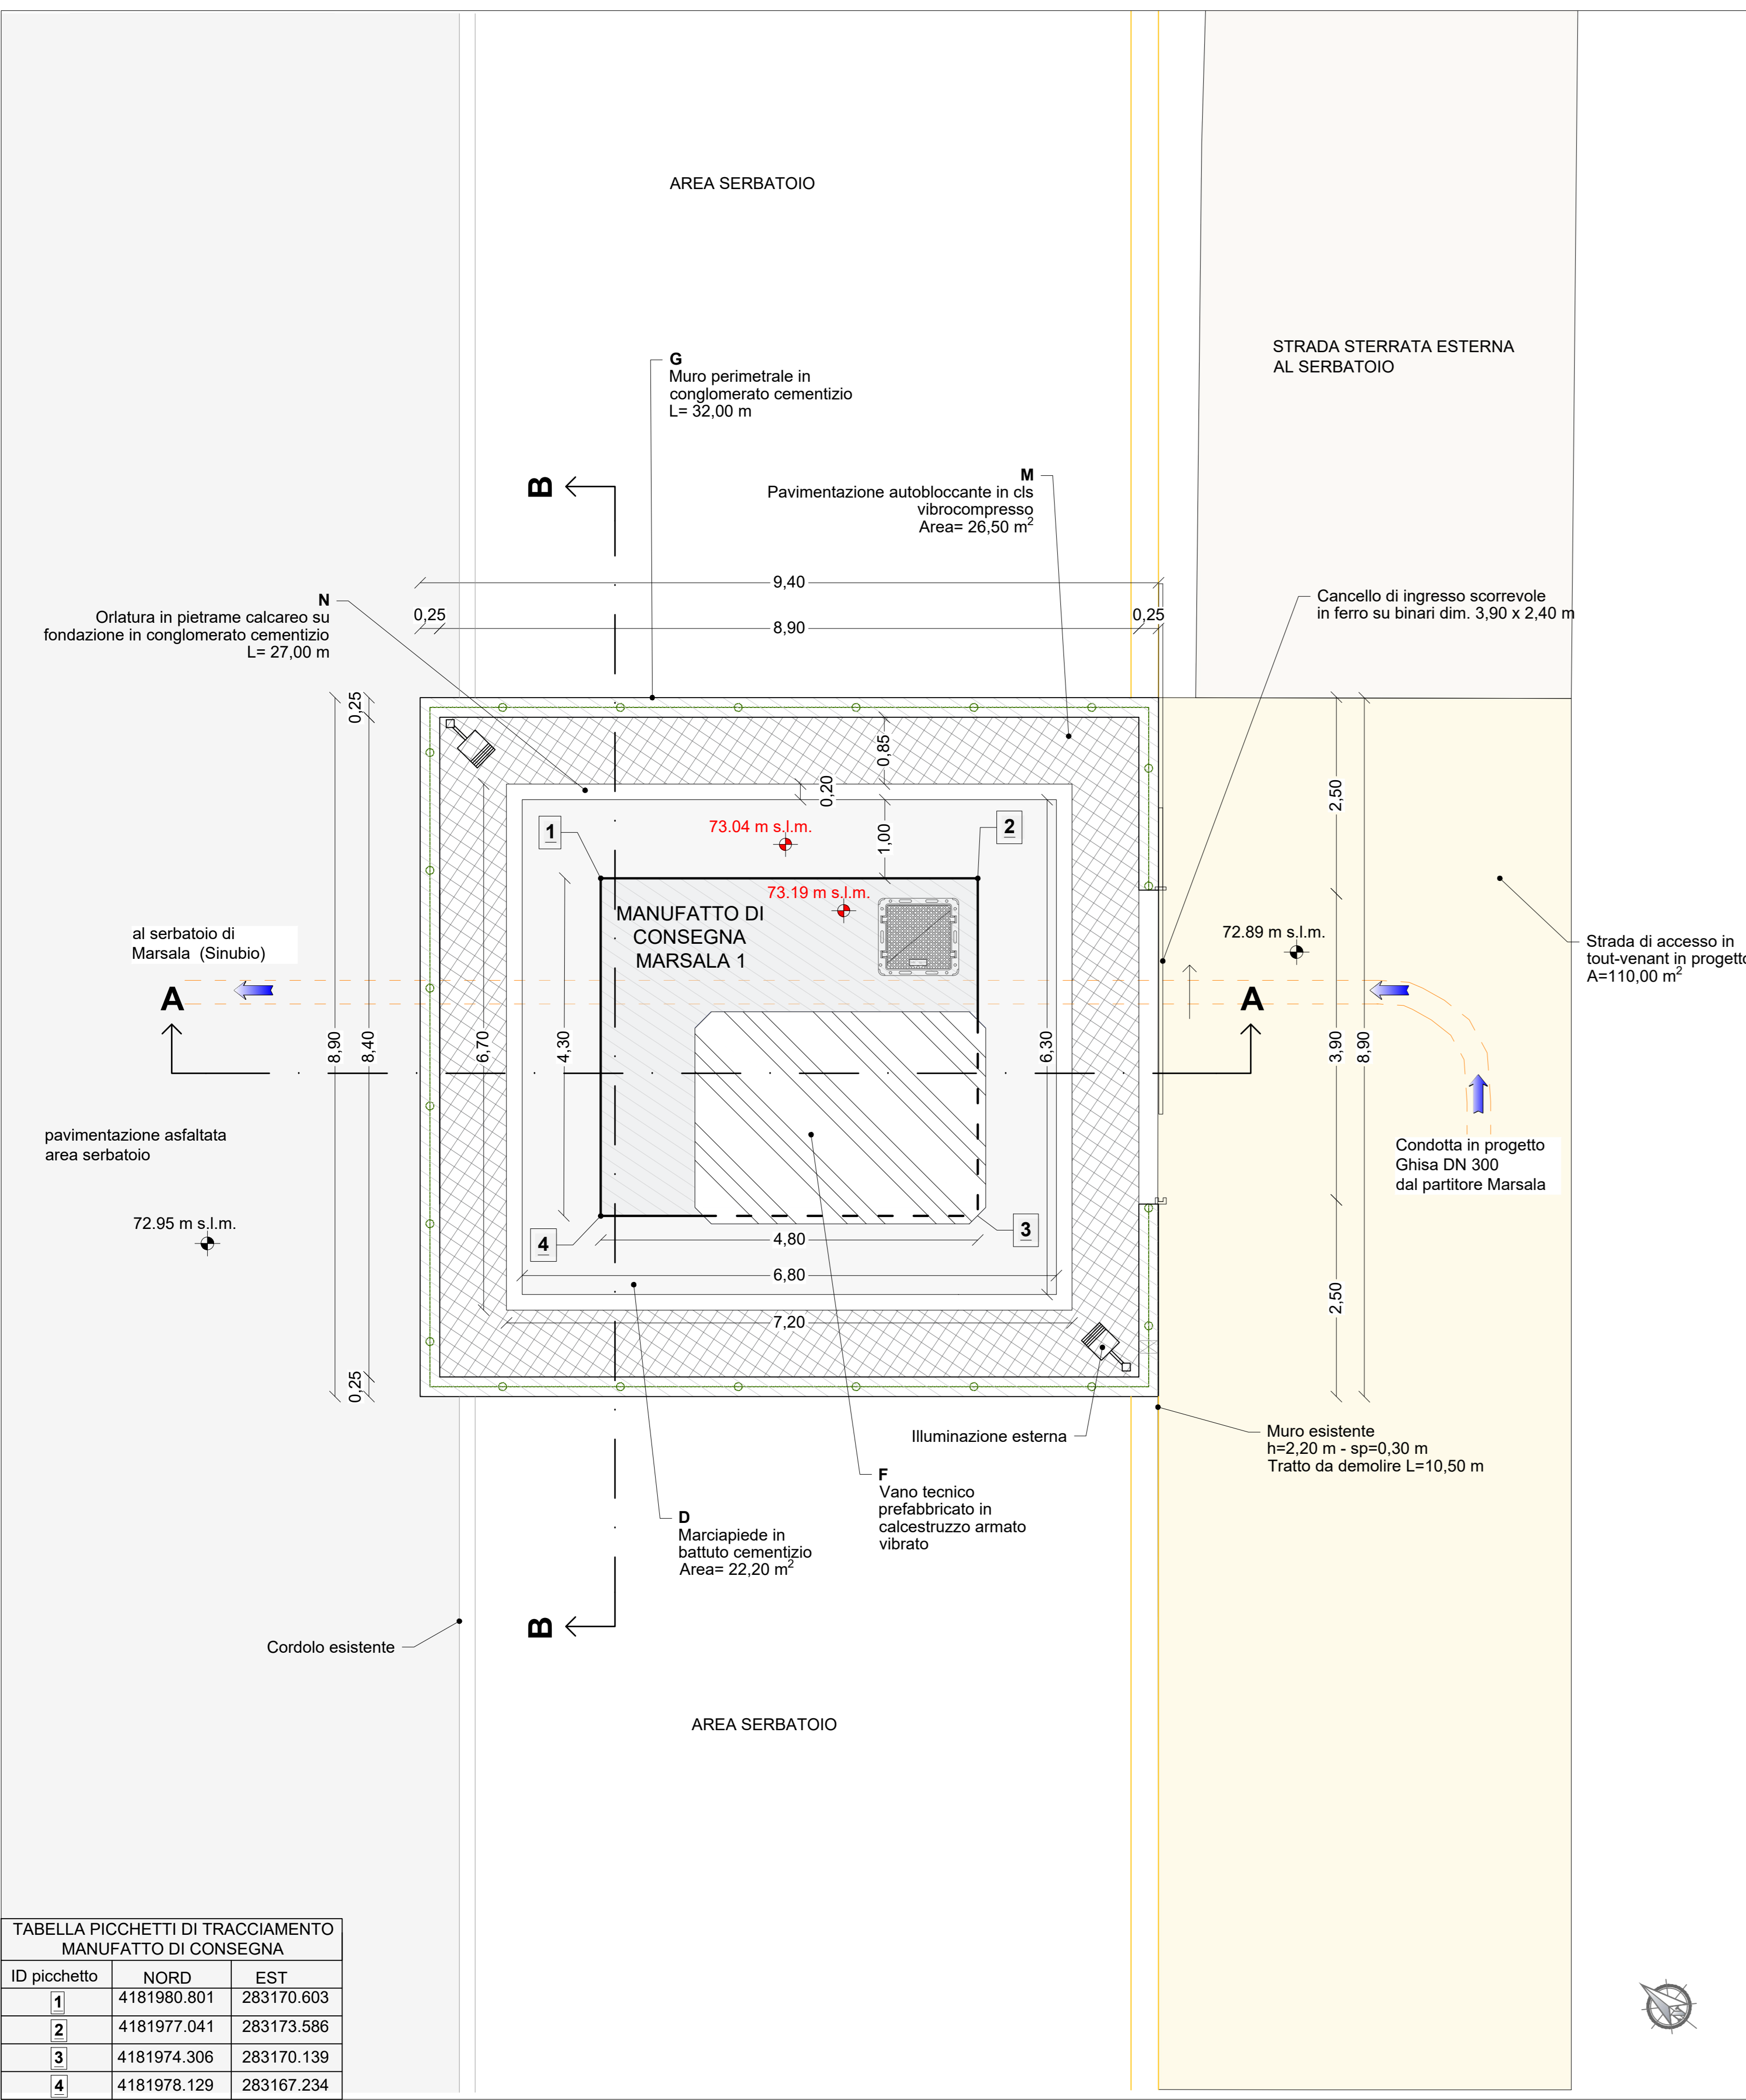 AREA SERBATOIO
STRADA STERRATA ESTERNA
AL SERBATOIO
G
Muro perimetrale in
conglomerato cementizio
L= 32,00 m
M
Pavimentazione autobloccante in cls
vibrocompresso
Area= 26,50 m²
B
9,40
0,25
8,90
0,25
N
Orlatura in pietrame calcareo su
fondazione in conglomerato cementizio
L= 27,00 m
Cancello di ingresso scorrevole
in ferro su binari dim. 3,90 x 2,40 m
0,25
0,85
0,20
1,00
2,50
1
73.04 m s.l.m.
2
73.19 m s.l.m.
MANUFATTO DI
CONSEGNA
MARSALA 1
al serbatoio di
Marsala (Sinubio)
72.89 m s.l.m.
Strada di accesso in
tout-venant in progetto
A=110,00 m²
A
A
8,90
8,40
6,70
4,30
6,30
3,90
8,90
pavimentazione asfaltata
area serbatoio
Condotta in progetto
Ghisa DN 300
dal partitore Marsala
72.95 m s.l.m.
4
3
4,80
6,80
7,20
2,50
0,25
Illuminazione esterna
Muro esistente
h=2,20 m - sp=0,30 m
Tratto da demolire L=10,50 m
F
Vano tecnico
prefabbricato in
calcestruzzo armato
vibrato
D
Marciapiede in
battuto cementizio
Area= 22,20 m²
B
Cordolo esistente
AREA SERBATOIO
TABELLA PICCHETTI DI TRACCIAMENTO
MANUFATTO DI CONSEGNA
ID picchetto NORD EST
1 4181980.801 283170.603
2 4181977.041 283173.586
3 4181974.306 283170.139
4 4181978.129 283167.234